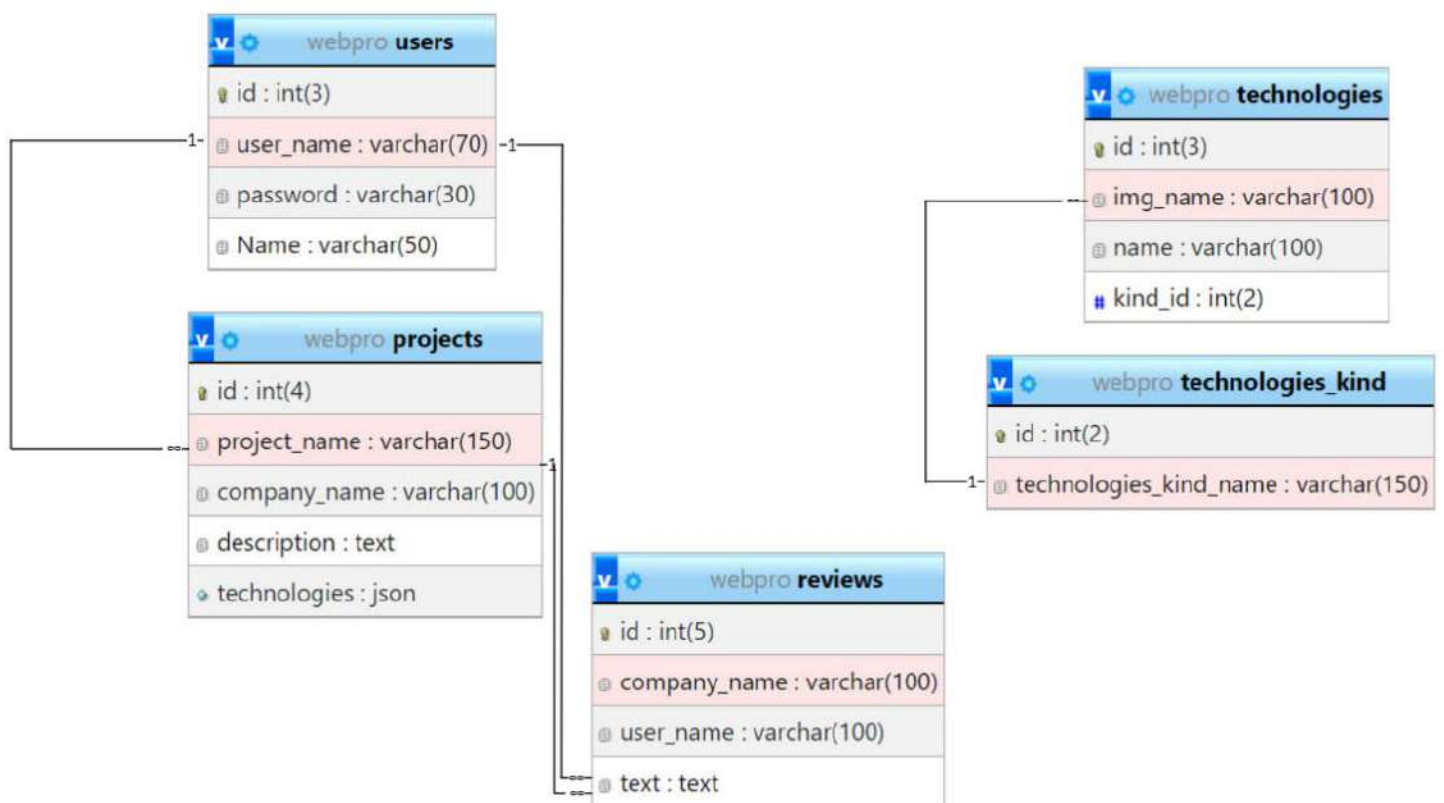 webpro users
id : int(3)
1
user_name : varchar(70)
1
password : varchar(30)
Name : varchar(50)
webpro projects
id : int(4)
∞
project_name : varchar(150)
1
company_name : varchar(100)
description : text
technologies : json
webpro reviews
id : int(5)
company_name : varchar(100)
user_name : varchar(100)
∞
text : text
∞
webpro technologies
id : int(3)
∞
img_name : varchar(100)
name : varchar(100)
# kind_id : int(2)
webpro technologies_kind
id : int(2)
1
technologies_kind_name : varchar(150)